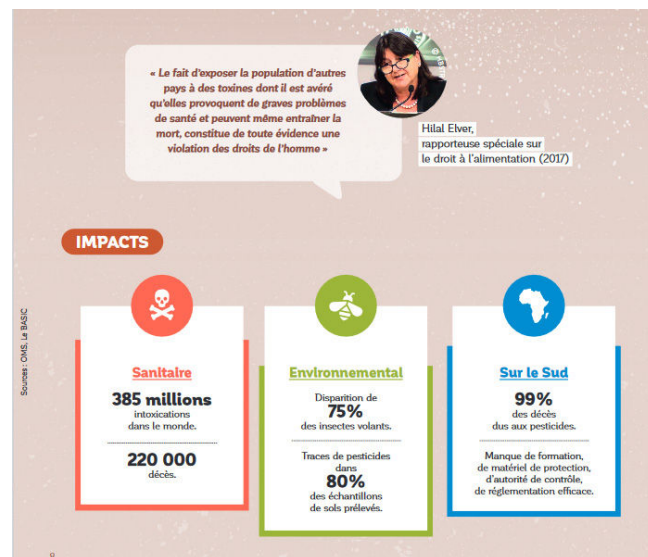 « Le fait d'exposer la population d'autres
pays à des toxines dont il est avéré
qu'elles provoquent de graves problèmes
de santé et peuvent même entraîner la
mort, constitue de toute évidence une
violation des droits de l'homme »
Hilal Elver,
rapporteuse spéciale sur
le droit à l'alimentation (2017)
IMPACTS
Sources : OMS, Le BASIC
Sanitaire
385 millions
intoxications
dans le monde.
220 000
décès.
Environnemental
Disparition de
75%
des insectes volants.
Traces de pesticides
dans
80%
des échantillons
de sols prélevés.
Sur le Sud
99%
des décès
dus aux pesticides.
Manque de formation,
de matériel de protection,
d'autorité de contrôle,
de réglementation efficace.